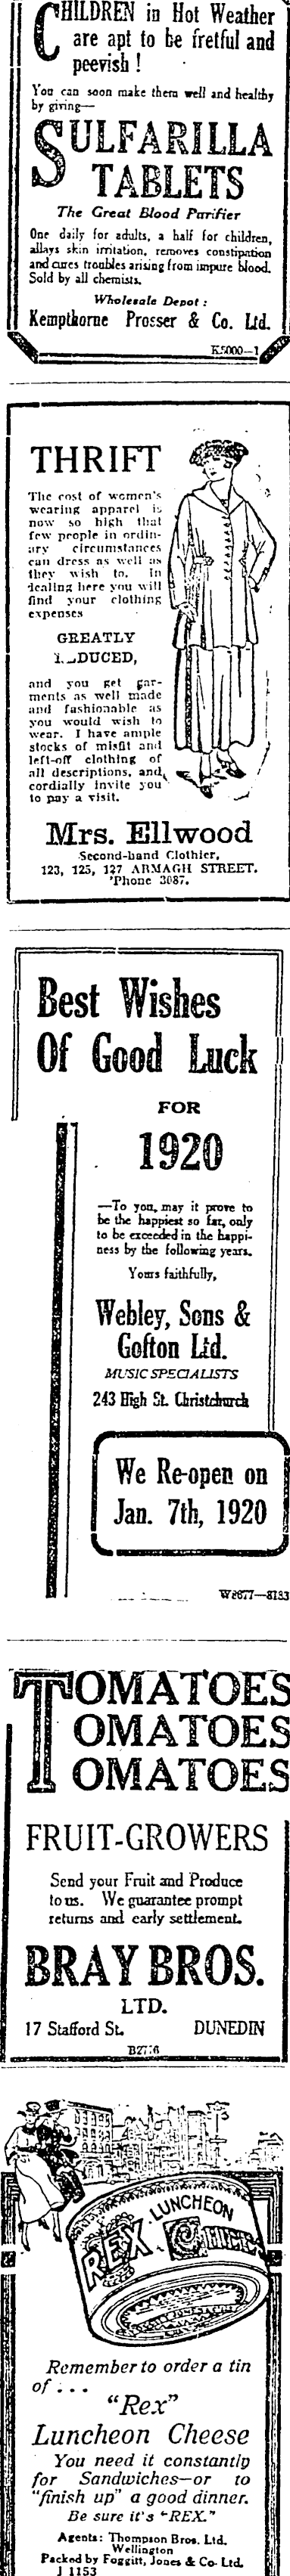 CHILDREN in Hot Weather
are apt to be fretful and
peevish !
You can soon make them well and healthy
by giving—
SULFARILLA
TABLETS
The Great Blood Purifier
One daily for adults, a half for children,
allays skin irritation, removes constipation
and cures troubles arising from impure blood.
Sold by all chemists.
Wholesale Depot :
Kempthorne Prosser & Co. Ltd.
K5000—1
THRIFT
The cost of women's
wearing apparel is
now so high that
few people in ordin-
ary circumstances
can dress as well as
they wish to. In
dealing here you will
find your clothing
expenses
GREATLY
DUCED,
and you get gar-
ments as well made
and fashionable as
you would wish to
wear. I have ample
stocks of misfit and
left-off clothing of
all descriptions, and
cordially invite you
to pay a visit.
Mrs. Ellwood
Second-hand Clothier,
123, 125, 127 ARMAGH STREET.
'Phone 3087.
Best Wishes
Of Good Luck
FOR
1920
—To you, may it prove to
be the happiest so far, only
to be exceeded in the happi-
ness by the following years.
Yours faithfully,
Webley, Sons &
Gofton Ltd.
MUSIC SPECIALISTS
243 High St. Christchurch
We Re-open on
Jan. 7th, 1920
TOMATOES
OMATOES
OMATOES
FRUIT-GROWERS
Send your Fruit and Produce
to us. We guarantee prompt
returns and early settlement.
BRAY BROS.
LTD.
17 Stafford St. DUNEDIN
LUNCHEON
REX CHEESE
Remember to order a tin
of . . .
"Rex"
Luncheon Cheese
You need it constantly
for Sandwiches—or to
"finish up" a good dinner.
Be sure it's "REX."
Agents: Thompson Bros. Ltd.
Wellington
Packed by Foggitt, Jones & Co. Ltd.
J 1153